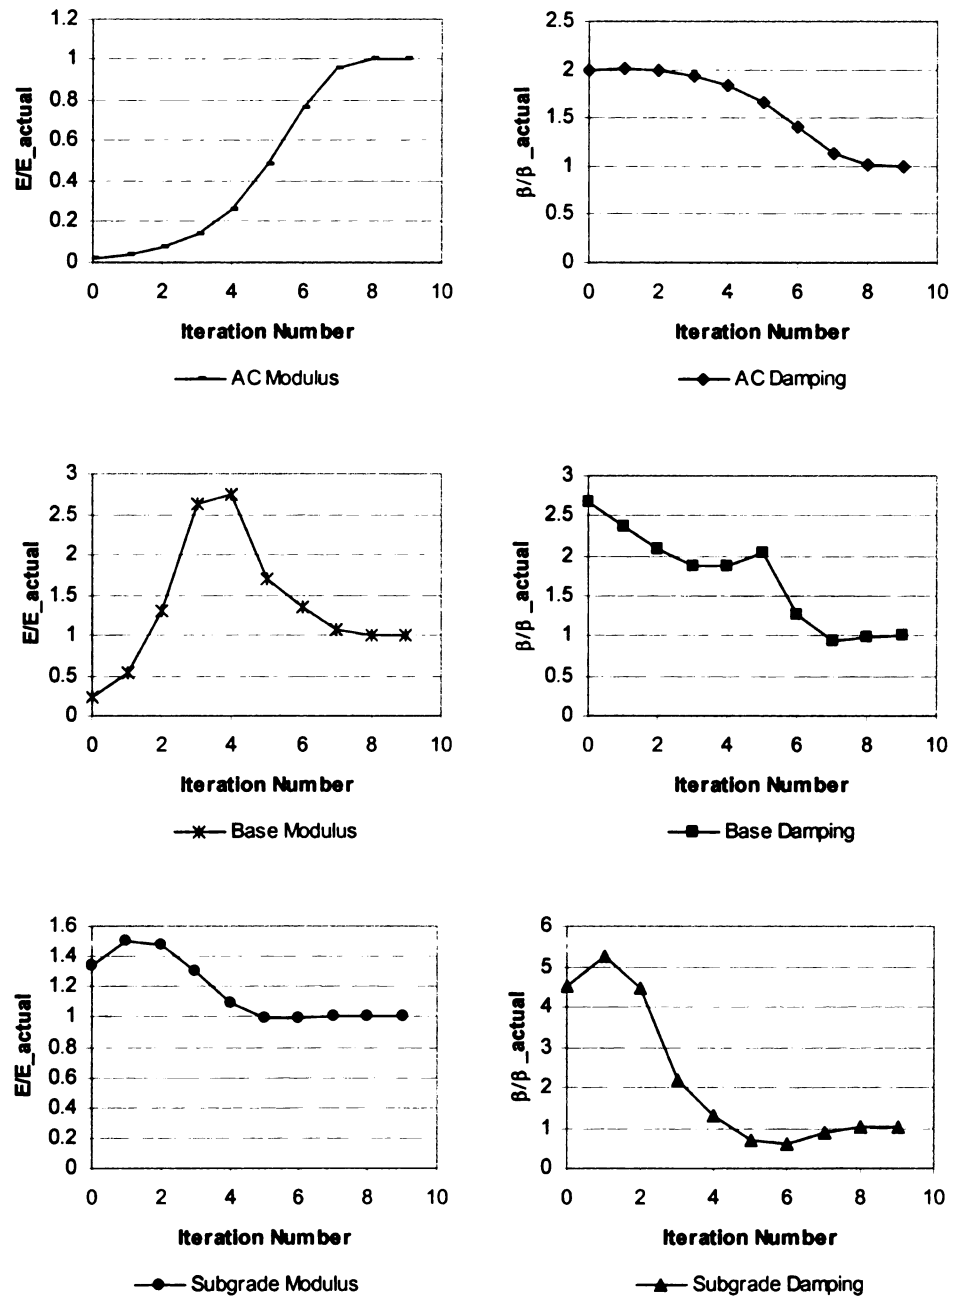 1.2
1
0.8
0.6
0.4
0.2
0
E/E_actual
0 2 4 6 8 10
Iteration Number
AC Modulus
2.5
2
1.5
1
0.5
0
β/β _actual
0 2 4 6 8 10
Iteration Number
AC Damping
3
2.5
2
1.5
1
0.5
0
E/E_actual
0 2 4 6 8 10
Iteration Number
Base Modulus
3
2.5
2
1.5
1
0.5
0
β/β _actual
0 2 4 6 8 10
Iteration Number
Base Damping
1.6
1.4
1.2
1
0.8
0.6
0.4
0.2
0
E/E_actual
0 2 4 6 8 10
Iteration Number
Subgrade Modulus
6
5
4
3
2
1
0
β/β _actual
0 2 4 6 8 10
Iteration Number
Subgrade Damping